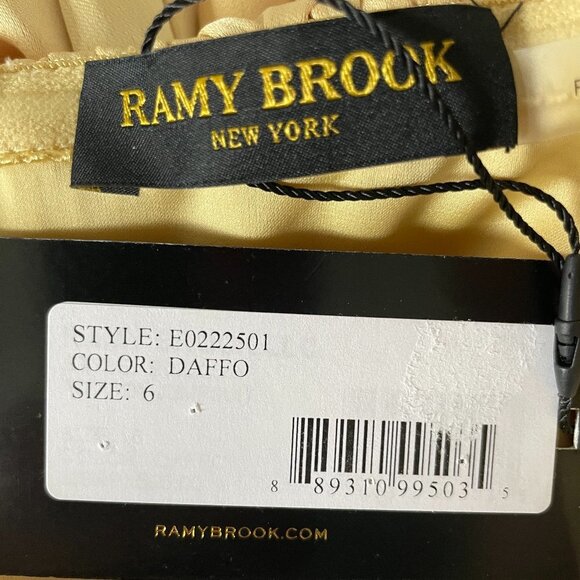 RAMY BROOK
NEW YORK
STYLE: E0222501
COLOR: DAFFO
SIZE: 6
8 89310 99503 5
RAMYBROOK.COM